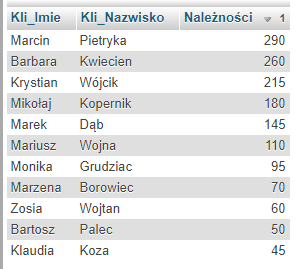 Kli_Imie Kli_Nazwisko Należności 1
Marcin Pietryka 290
Barbara Kwiecien 260
Krystian Wójcik 215
Mikołaj Kopernik 180
Marek Dąb 145
Mariusz Wojna 110
Monika Grudziac 95
Marzena Borowiec 70
Zosia Wojtan 60
Bartosz Palec 50
Klaudia Koza 45